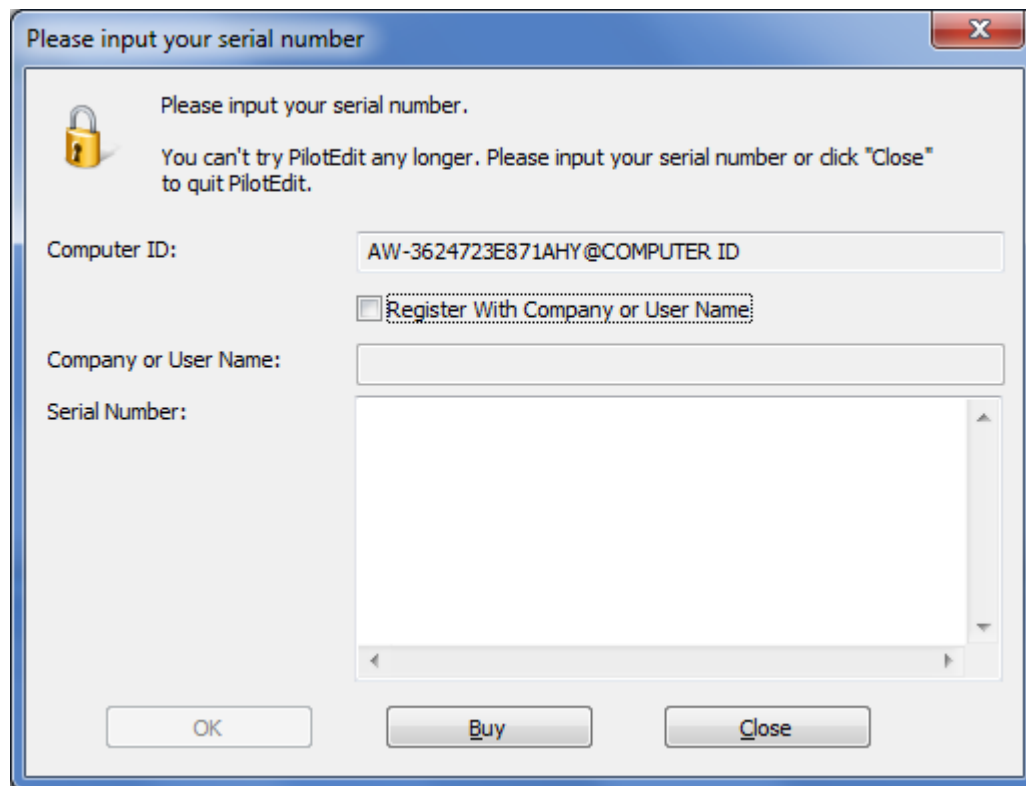 Please input your serial number
Please input your serial number.
You can't try PilotEdit any longer. Please input your serial number or click "Close"
to quit PilotEdit.
Computer ID:
AW-3624723E871AHY@COMPUTER ID
Register With Company or User Name
Company or User Name:
Serial Number:
OK
Buy
Close